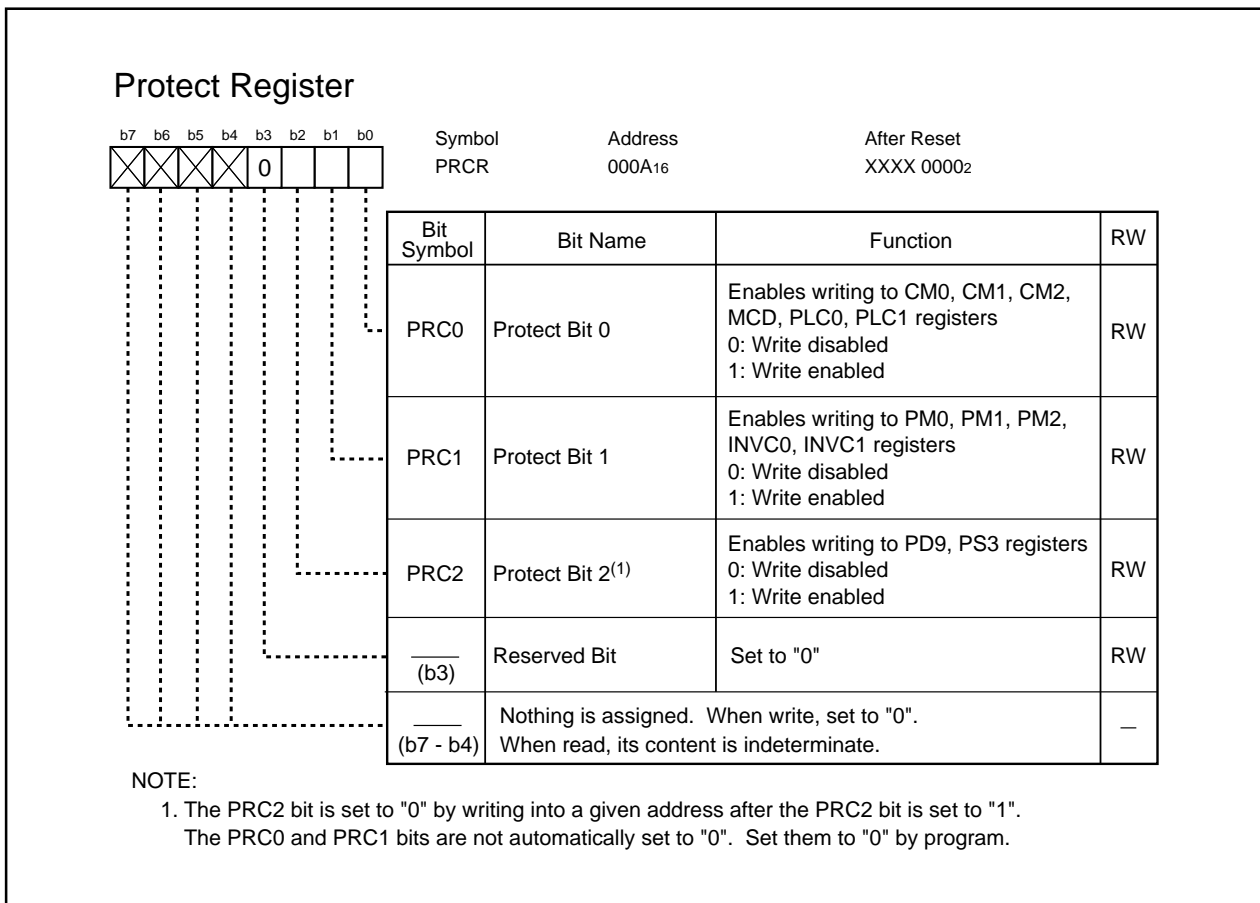 Protect Register
b7 b6 b5 b4 b3 b2 b1 b0
Symbol Address After Reset
0
PRCR 000A16 XXXX 00002
Bit Symbol Bit Name Function RW
PRC0 Protect Bit 0 Enables writing to CM0, CM1, CM2,
MCD, PLC0, PLC1 registers
0: Write disabled
1: Write enabled
RW
PRC1 Protect Bit 1 Enables writing to PM0, PM1, PM2,
INVC0, INVC1 registers
0: Write disabled
1: Write enabled
RW
PRC2 Protect Bit 2(1) Enables writing to PD9, PS3 registers
0: Write disabled
1: Write enabled
RW
(b3) Reserved Bit Set to "0" RW
(b7 - b4) Nothing is assigned. When write, set to "0".
When read, its content is indeterminate.
—
NOTE:
1. The PRC2 bit is set to "0" by writing into a given address after the PRC2 bit is set to "1".
The PRC0 and PRC1 bits are not automatically set to "0". Set them to "0" by program.